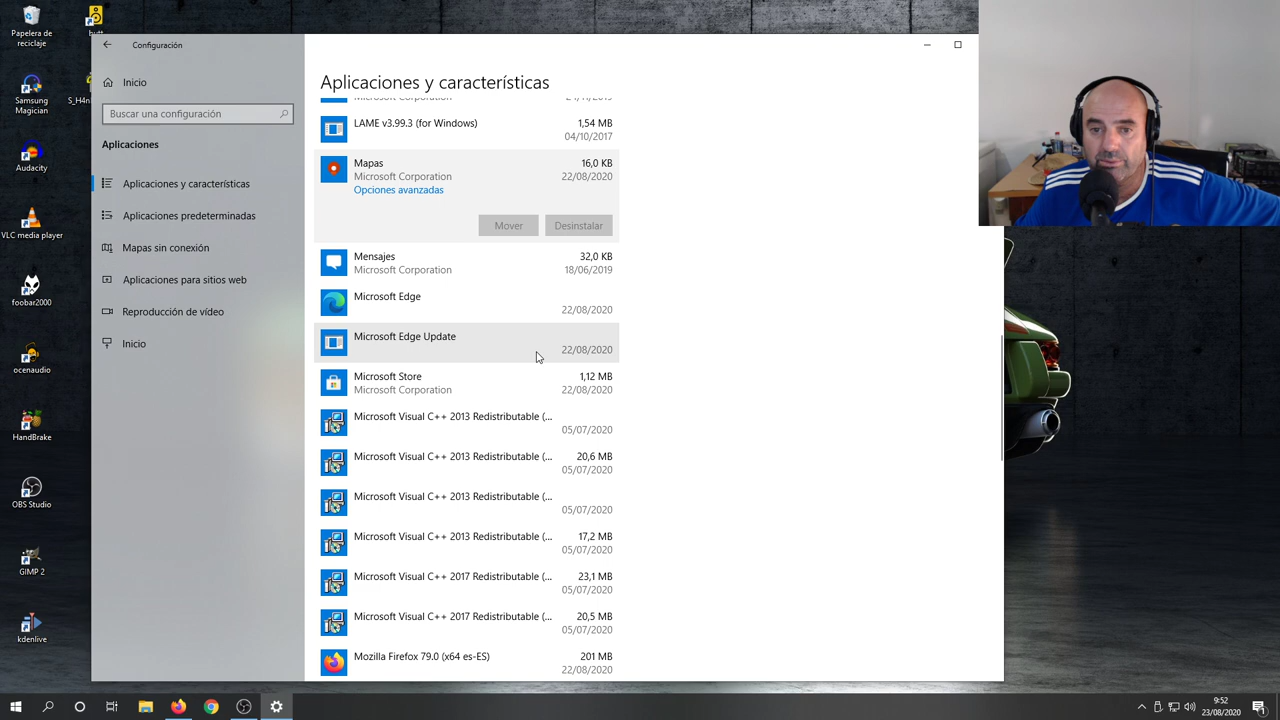 Papelera de
reciclaje
Samsung
Magician
S_H4n
Audacity
VLC media player
foobar2000
ocenaudio
HandBrake
OBS Studio
GIMP 2
kdenlive
Configuración
Inicio
Buscar una configuración
Aplicaciones
Aplicaciones y características
Aplicaciones predeterminadas
Mapas sin conexión
Aplicaciones para sitios web
Reproducción de vídeo
Inicio
Aplicaciones y características
Microsoft Corporation
LAME v3.99.3 (for Windows) 1,54 MB
04/10/2017
Mapas 16,0 KB
Microsoft Corporation 22/08/2020
Opciones avanzadas
Mover Desinstalar
Mensajes 32,0 KB
Microsoft Corporation 18/06/2019
Microsoft Edge
22/08/2020
Microsoft Edge Update
22/08/2020
Microsoft Store 1,12 MB
Microsoft Corporation 22/08/2020
Microsoft Visual C++ 2013 Redistributable (...
05/07/2020
Microsoft Visual C++ 2013 Redistributable (... 20,6 MB
05/07/2020
Microsoft Visual C++ 2013 Redistributable (...
05/07/2020
Microsoft Visual C++ 2013 Redistributable (... 17,2 MB
05/07/2020
Microsoft Visual C++ 2017 Redistributable (... 23,1 MB
05/07/2020
Microsoft Visual C++ 2017 Redistributable (... 20,5 MB
05/07/2020
Mozilla Firefox 79.0 (x64 es-ES) 201 MB
22/08/2020
9:52
23/08/2020